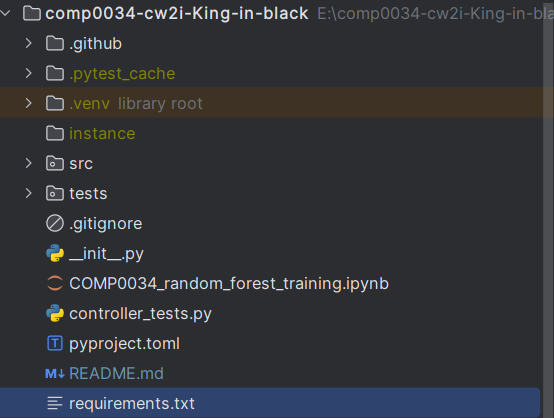 comp0034-cw2i-King-in-black E:\comp0034-cw2i-King-in-bla
.github
.pytest_cache
.venv library root
instance
src
tests
.gitignore
__init__.py
COMP0034_random_forest_training.ipynb
controller_tests.py
T pyproject.toml
M↓ README.md
requirements.txt